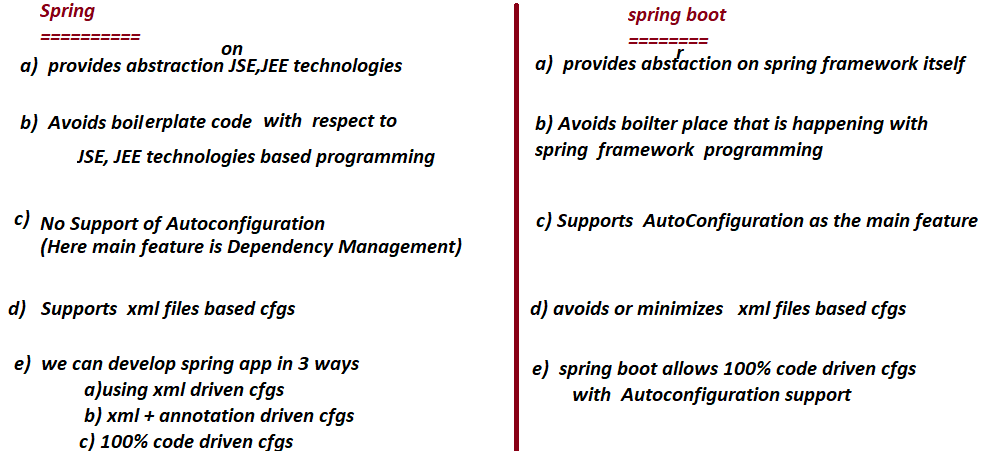 Spring
==========
a) provides abstraction on JSE,JEE technologies
b) Avoids boilerplate code with respect to
JSE, JEE technologies based programming
c) No Support of Autoconfiguration
(Here main feature is Dependency Management)
d) Supports xml files based cfgs
e) we can develop spring app in 3 ways
a)using xml driven cfgs
b) xml + annotation driven cfgs
c) 100% code driven cfgs
spring boot
========
a) provides abstraction on spring framework itself
b) Avoids boilter place that is happening with
spring framework programming
c) Supports AutoConfiguration as the main feature
d) avoids or minimizes xml files based cfgs
e) spring boot allows 100% code driven cfgs
with Autoconfiguration support